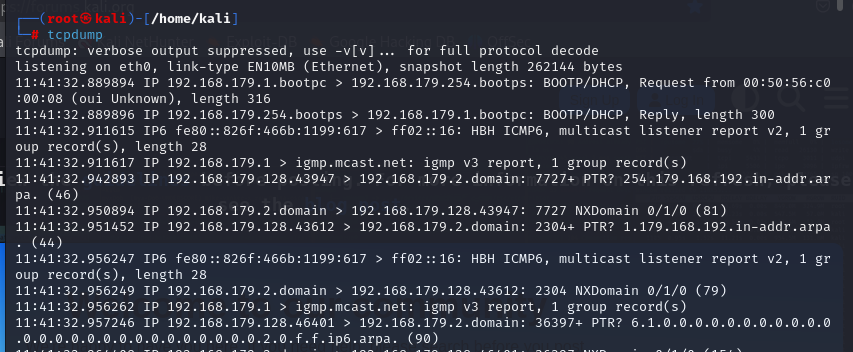 ┌──(root㉿kali)-[/home/kali]
└─# tcpdump
tcpdump: verbose output suppressed, use -v[v]... for full protocol decode
listening on eth0, link-type EN10MB (Ethernet), snapshot length 262144 bytes
11:41:32.889894 IP 192.168.179.1.bootpc > 192.168.179.254.bootps: BOOTP/DHCP, Request from 00:50:56:c0
:00:08 (oui Unknown), length 316
11:41:32.889896 IP 192.168.179.254.bootps > 192.168.179.1.bootpc: BOOTP/DHCP, Reply, length 300
11:41:32.911615 IP6 fe80::826f:466b:1199:617 > ff02::16: HBH ICMP6, multicast listener report v2, 1 gr
oup record(s), length 28
11:41:32.911617 IP 192.168.179.1 > igmp.mcast.net: igmp v3 report, 1 group record(s)
11:41:32.942893 IP 192.168.179.128.43947 > 192.168.179.2.domain: 7727+ PTR? 254.179.168.192.in-addr.ar
pa. (46)
11:41:32.950894 IP 192.168.179.2.domain > 192.168.179.128.43947: 7727 NXDomain 0/1/0 (81)
11:41:32.951452 IP 192.168.179.128.43612 > 192.168.179.2.domain: 2304+ PTR? 1.179.168.192.in-addr.arpa
. (44)
11:41:32.956247 IP6 fe80::826f:466b:1199:617 > ff02::16: HBH ICMP6, multicast listener report v2, 1 gr
oup record(s), length 28
11:41:32.956249 IP 192.168.179.2.domain > 192.168.179.128.43612: 2304 NXDomain 0/1/0 (79)
11:41:32.956262 IP 192.168.179.1 > igmp.mcast.net: igmp v3 report, 1 group record(s)
11:41:32.957246 IP 192.168.179.128.46401 > 192.168.179.2.domain: 36397+ PTR? 6.1.0.0.0.0.0.0.0.0.0.0.0
.0.0.0.0.0.0.0.0.0.0.0.0.0.0.0.2.0.f.f.ip6.arpa. (90)